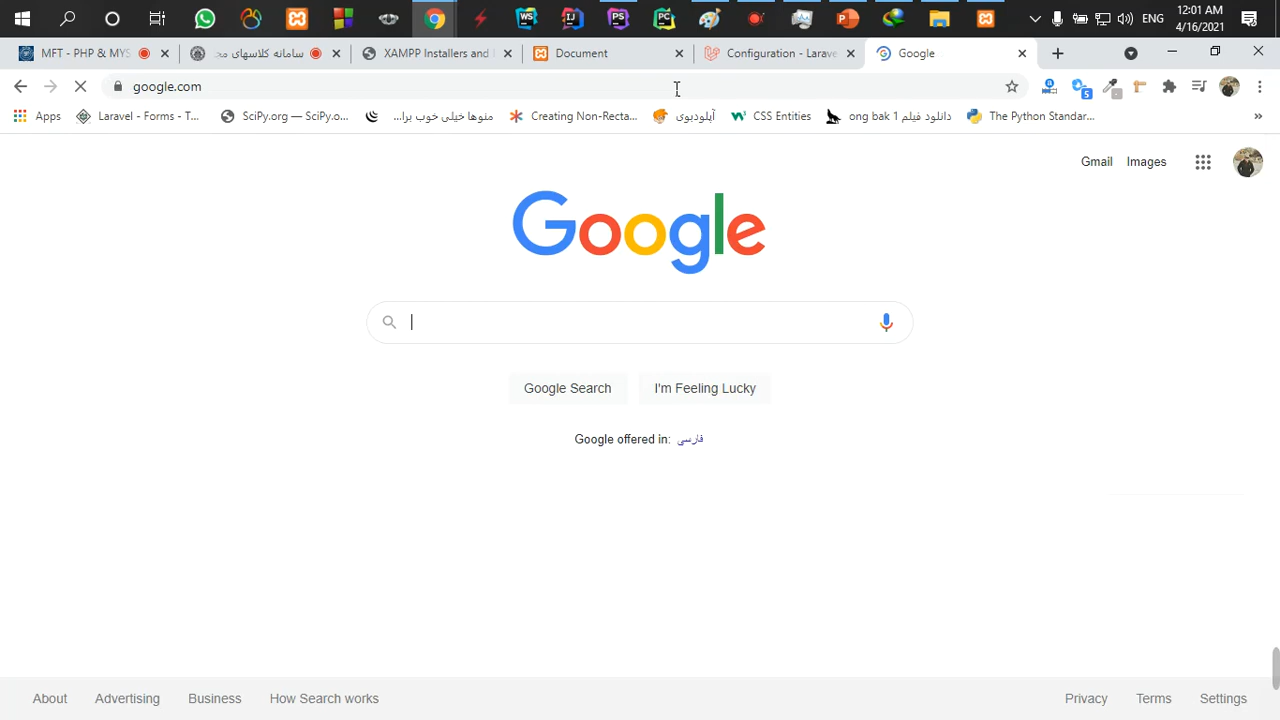 12:01 AM
ENG
4/16/2021
MFT - PHP & MYS
سامانه کلاسهای مج
XAMPP Installers and
Document
Configuration - Larave
Google
google.com
5
Apps
Laravel - Forms - T...
SciPy.org — SciPy.o...
منوها خیلی خوب برا...
Creating Non-Recta...
آپلودبوی
CSS Entities
دانلود فیلم ong bak 1
The Python Standar...
»
Gmail Images
Google
Google Search I'm Feeling Lucky
Google offered in: فارسی
About Advertising Business How Search works Privacy Terms Settings